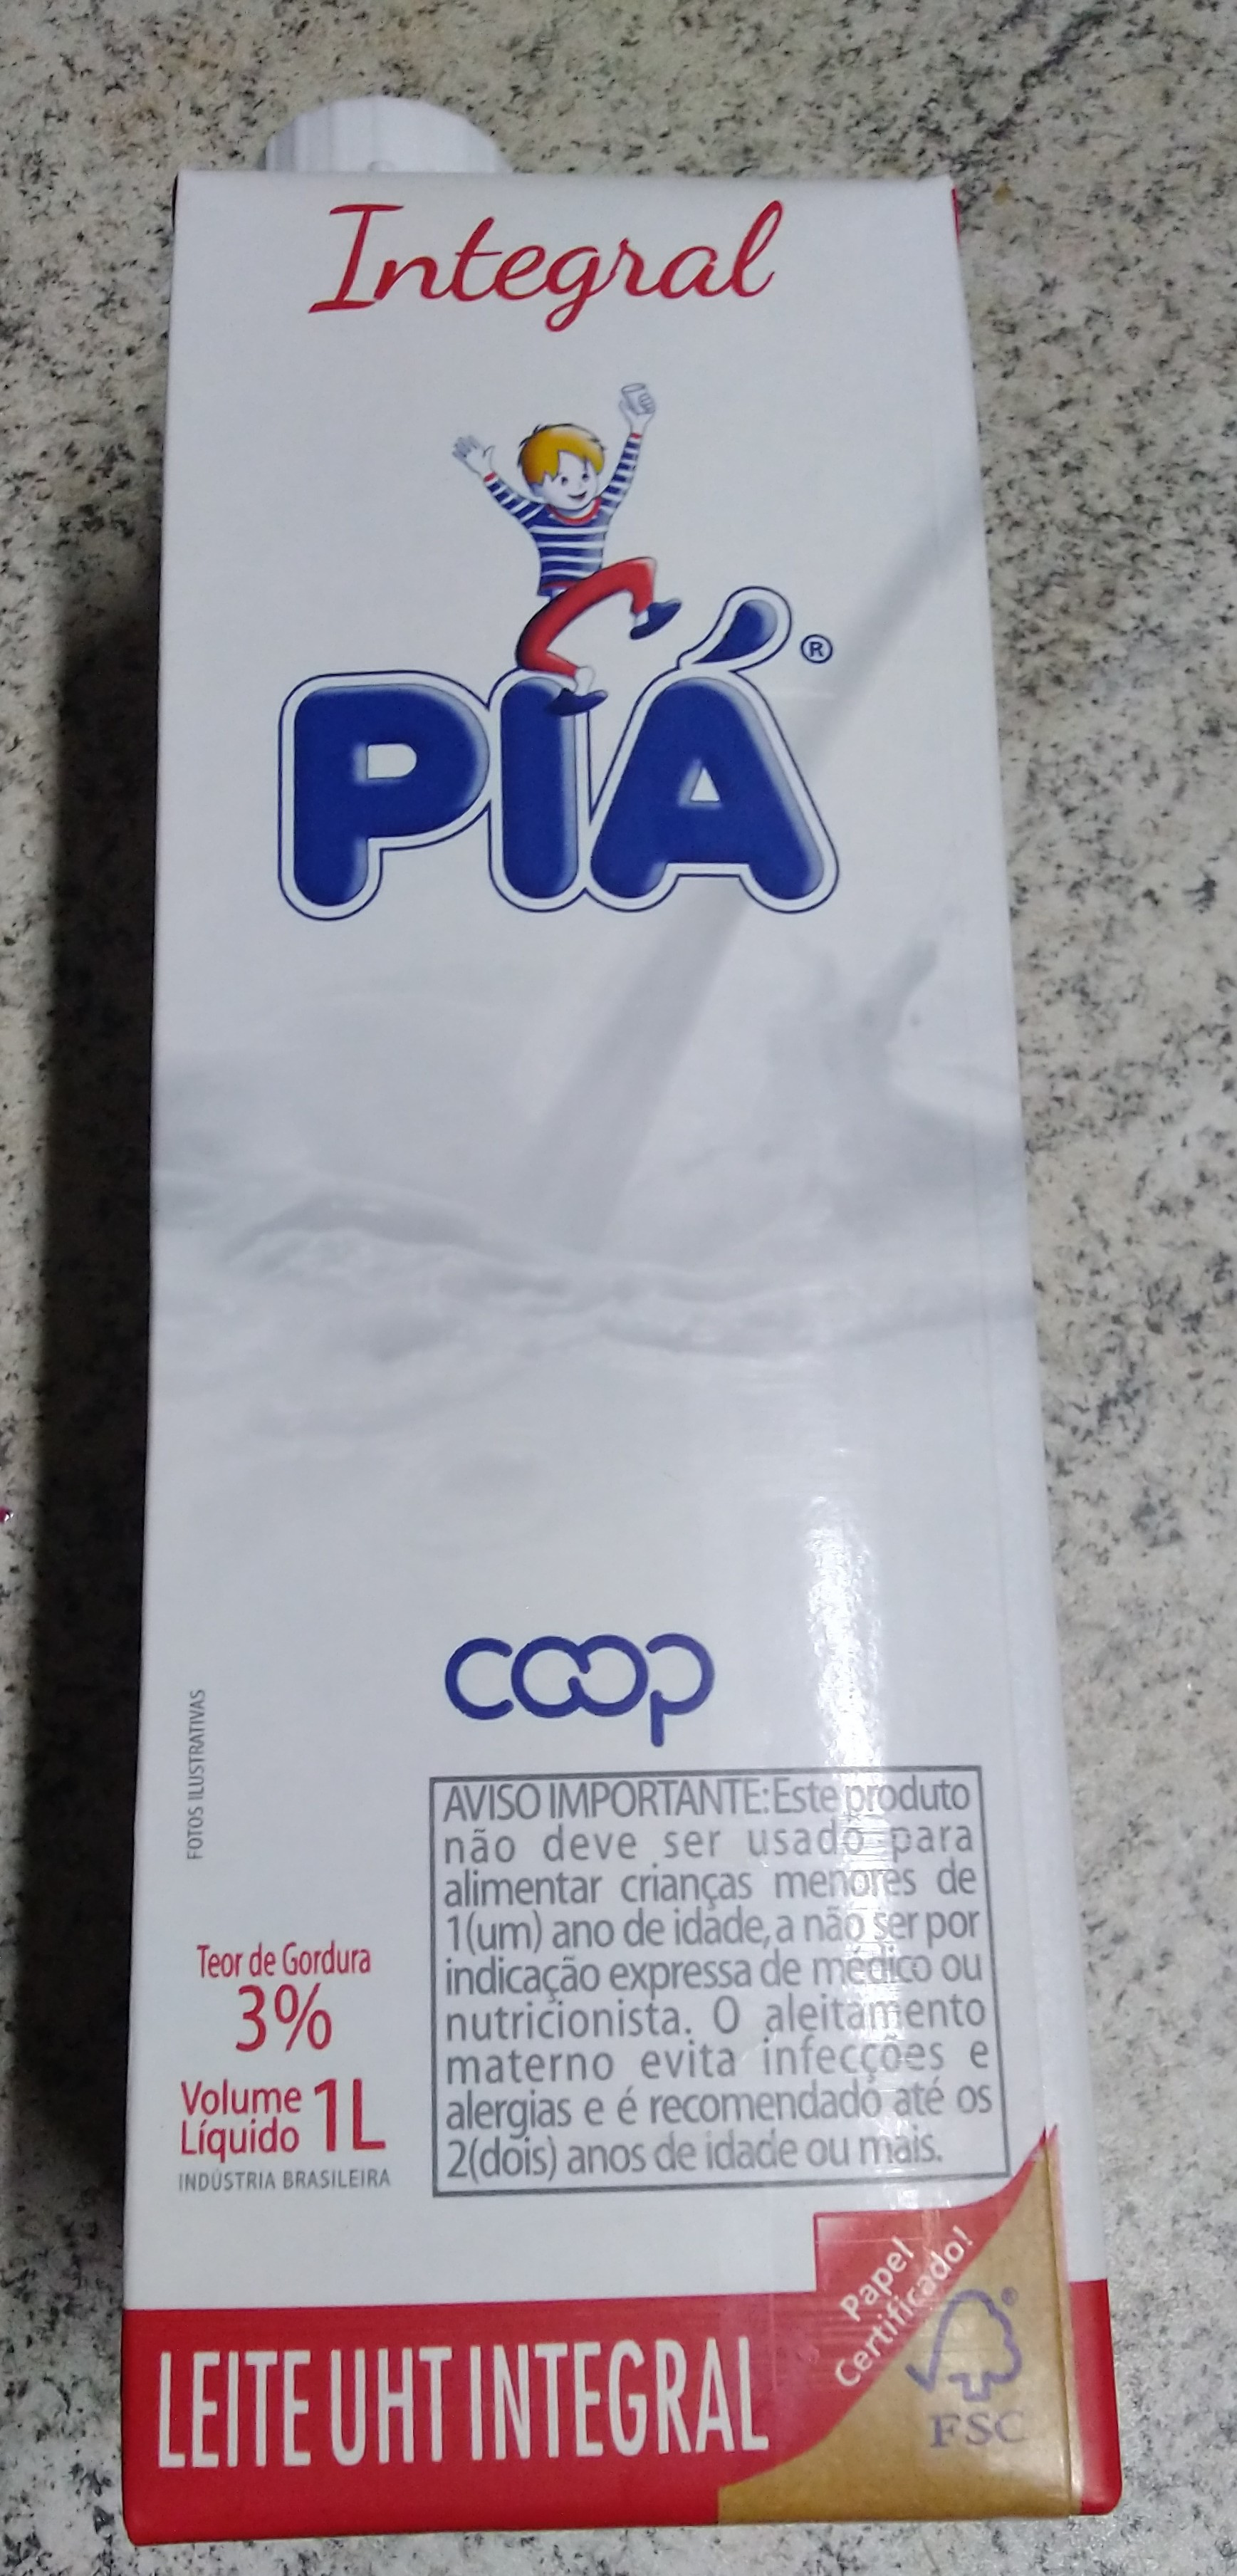 Integral
PIÁ®
coop
FOTOS ILUSTRATIVAS
AVISO IMPORTANTE: Este produto
não deve ser usado para
alimentar crianças menores de
1(um) ano de idade, a não ser por
indicação expressa de médico ou
nutricionista. O aleitamento
materno evita infecções e
alergias e é recomendado até os
2(dois) anos de idade ou mais.
Teor de Gordura
3%
Volume
Líquido 1L
INDÚSTRIA BRASILEIRA
Papel
Certificado!
®
FSC
LEITE UHT INTEGRAL